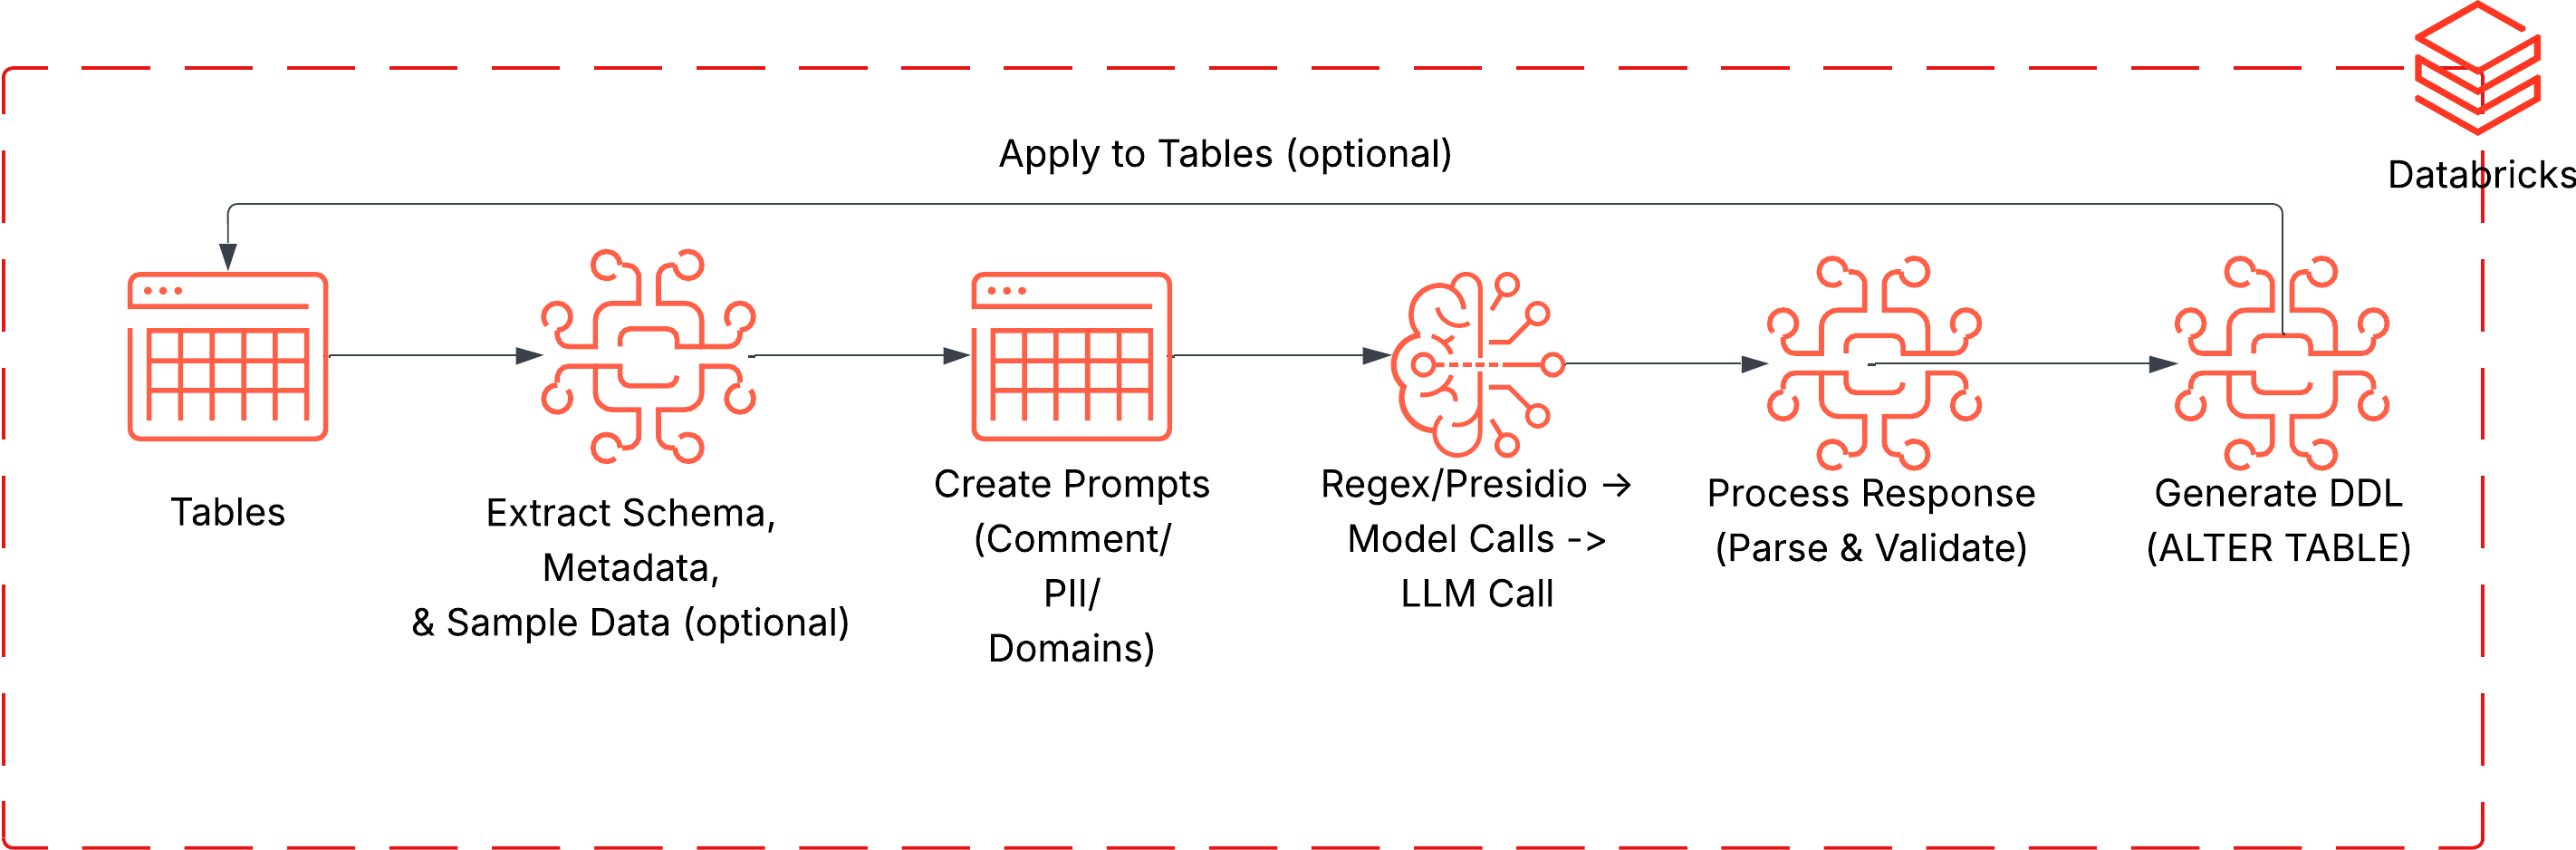 Databricks
Apply to Tables (optional)
Tables
Extract Schema,
Metadata,
& Sample Data (optional)
Create Prompts
(Comment/
PII/
Domains)
Regex/Presidio →
Model Calls ->
LLM Call
Process Response
(Parse & Validate)
Generate DDL
(ALTER TABLE)